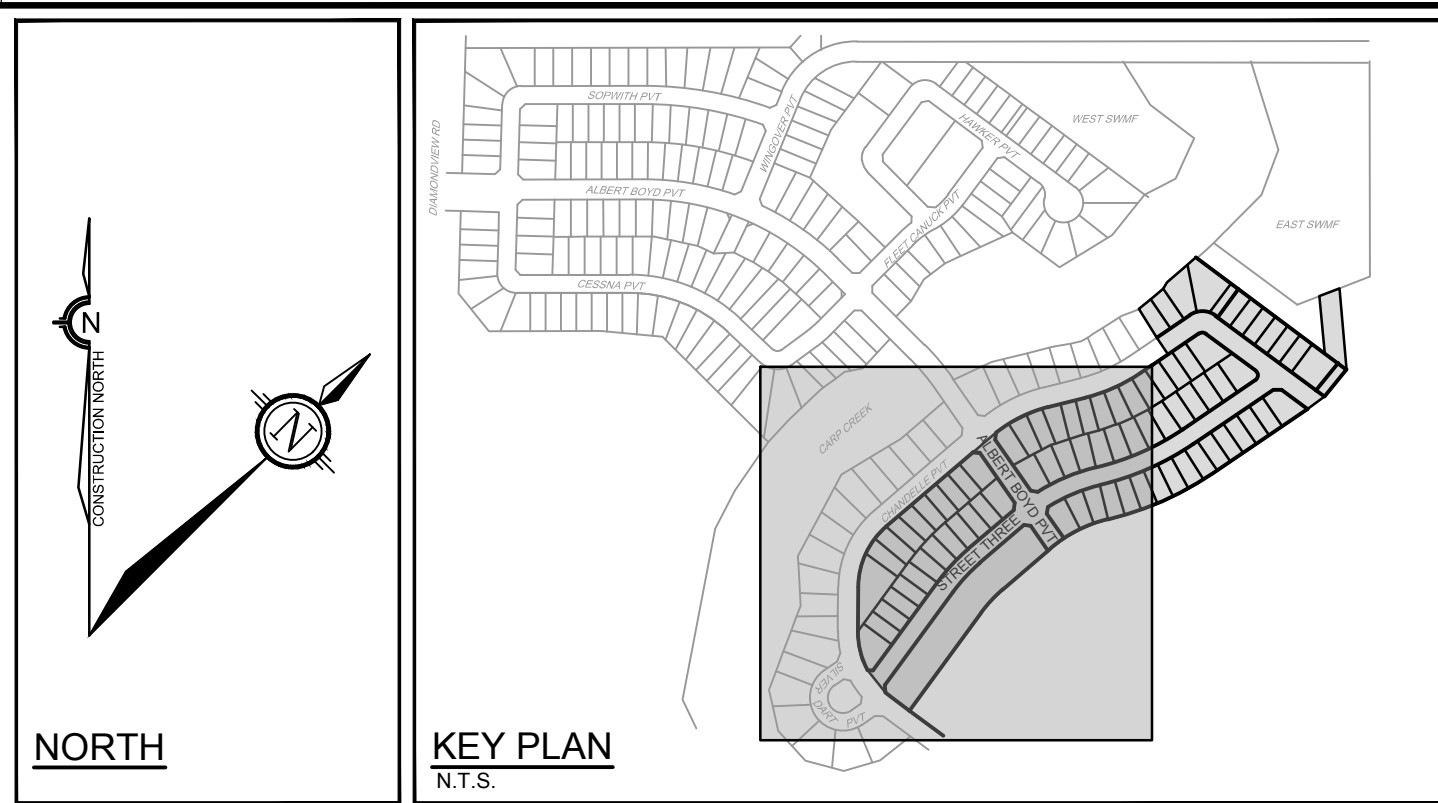 N
CONSTRUCTION NORTH
N
NORTH
SOPWITH PVT
DIAMONDVIEW RD
WINGOVER PVT
HAWKER PVT
WEST SWMF
ALBERT BOYD PVT
FLEET CANUCK PVT
EAST SWMF
CESSNA PVT
CARP CREEK
CHANDELLE PVT
ALBERT BOYD PVT
STREET THREE
SILVER
DART PVT
KEY PLAN
N.T.S.